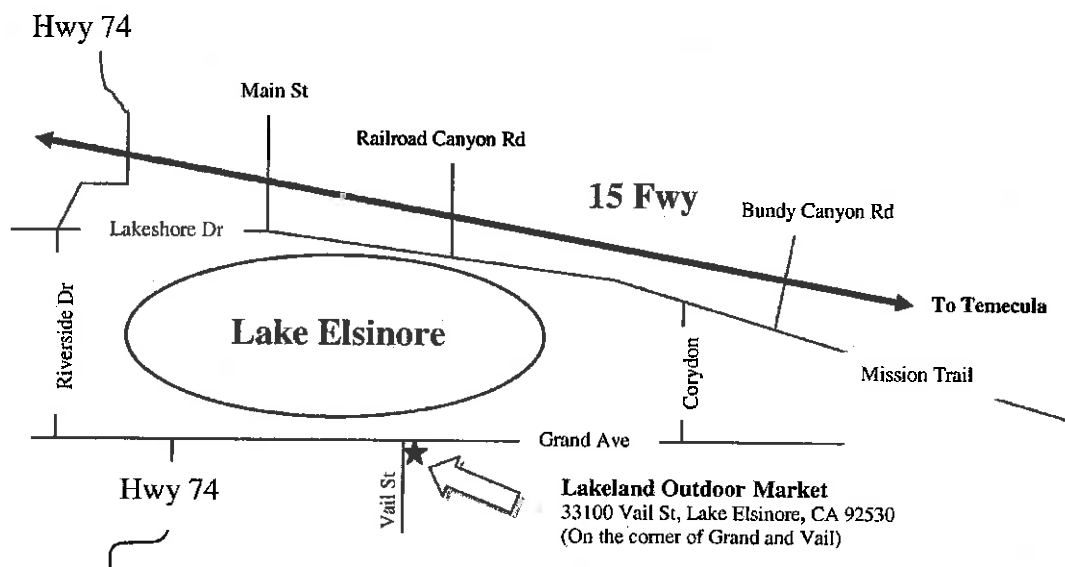 Hwy 74
Main St
Railroad Canyon Rd
15 Fwy
Bundy Canyon Rd
Lakeshore Dr
To Temecula
Riverside Dr
Lake Elsinore
Corydon
Mission Trail
Grand Ave
Hwy 74
Vail St
Lakeland Outdoor Market
33100 Vail St, Lake Elsinore, CA 92530
(On the corner of Grand and Vail)